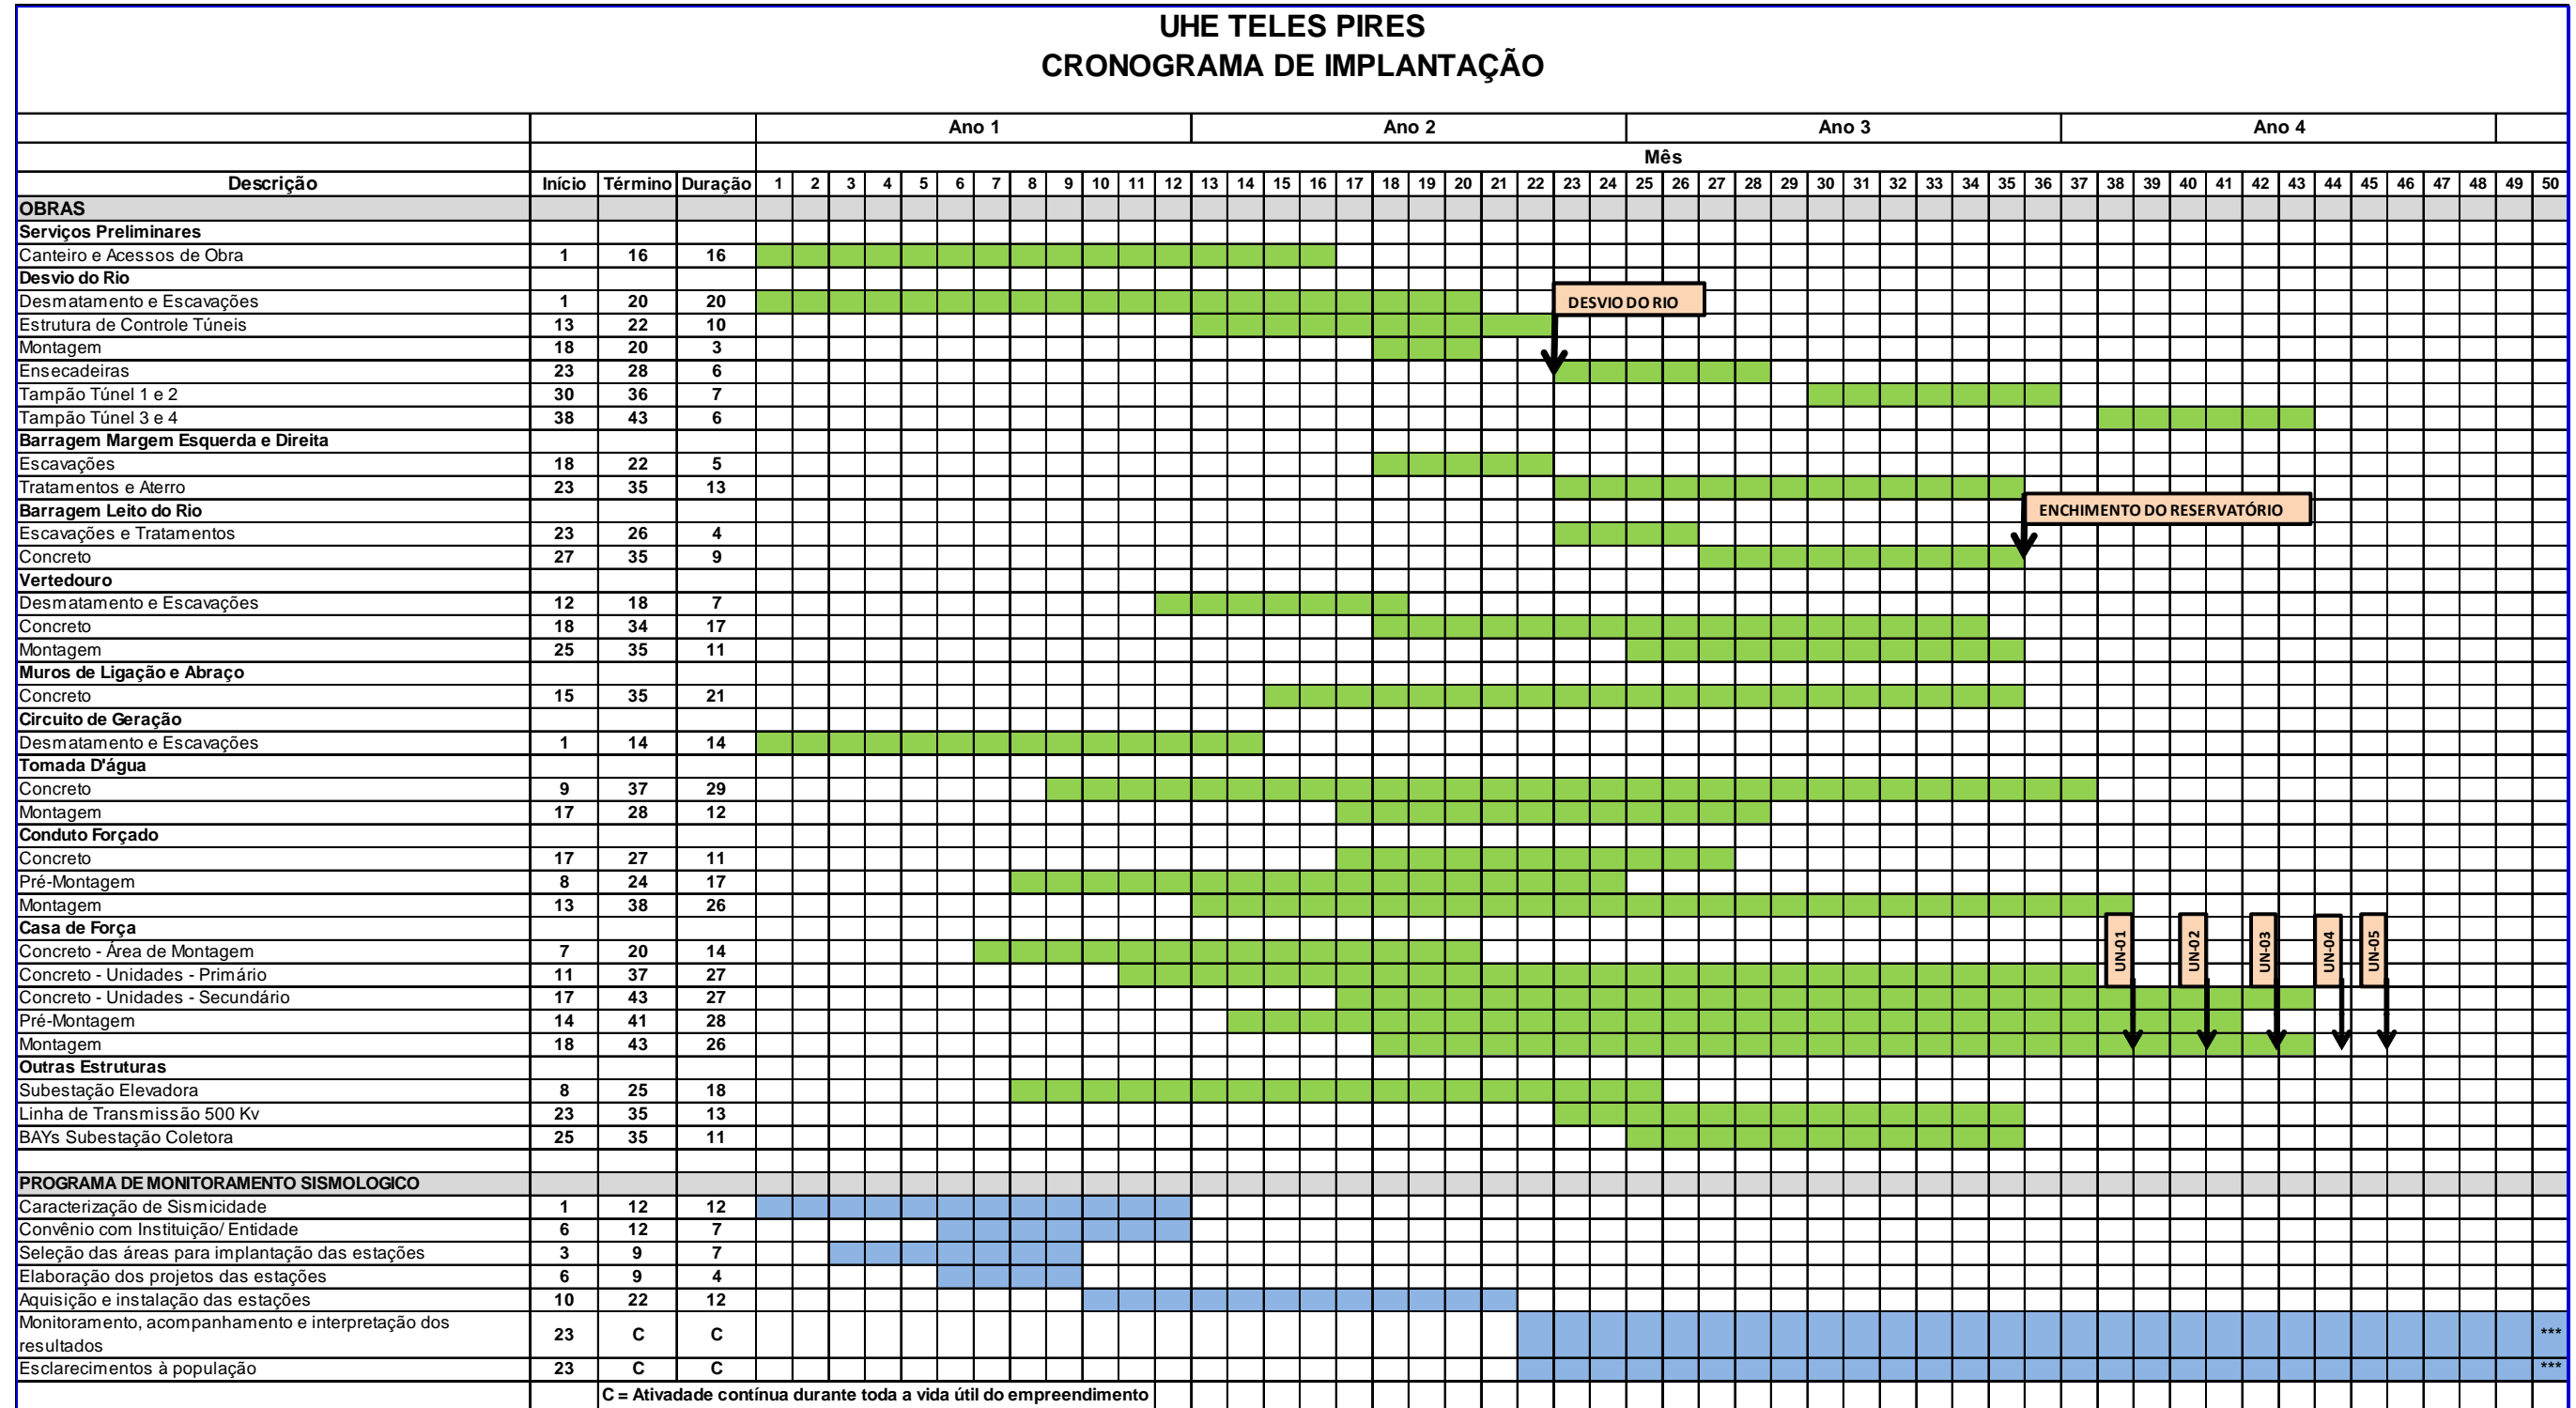 UHE TELES PIRES
CRONOGRAMA DE IMPLANTAÇÃO
Ano 1 Ano 2 Ano 3 Ano 4
Mês
Descrição Início Término Duração 1 2 3 4 5 6 7 8 9 10 11 12 13 14 15 16 17 18 19 20 21 22 23 24 25 26 27 28 29 30 31 32 33 34 35 36 37 38 39 40 41 42 43 44 45 46 47 48 49 50
OBRAS
Serviços Preliminares
Canteiro e Acessos de Obra 1 16 16
Desvio do Rio
Desmatamento e Escavações 1 20 20 DESVIO DO RIO
Estrutura de Controle Túneis 13 22 10
Montagem 18 20 3
Ensecadeiras 23 28 6
Tampão Túnel 1 e 2 30 36 7
Tampão Túnel 3 e 4 38 43 6
Barragem Margem Esquerda e Direita
Escavações 18 22 5
Tratamentos e Aterro 23 35 13
Barragem Leito do Rio ENCHIMENTO DO RESERVATÓRIO
Escavações e Tratamentos 23 26 4
Concreto 27 35 9
Vertedouro
Desmatamento e Escavações 12 18 7
Concreto 18 34 17
Montagem 25 35 11
Muros de Ligação e Abraço
Concreto 15 35 21
Circuito de Geração
Desmatamento e Escavações 1 14 14
Tomada D'água
Concreto 9 37 29
Montagem 17 28 12
Conduto Forçado
Concreto 17 27 11
Pré-Montagem 8 24 17
Montagem 13 38 26
Casa de Força
UN-01 UN-02 UN-03 UN-04 UN-05
Concreto - Área de Montagem 7 20 14
Concreto - Unidades - Primário 11 37 27
Concreto - Unidades - Secundário 17 43 27
Pré-Montagem 14 41 28
Montagem 18 43 26
Outras Estruturas
Subestação Elevadora 8 25 18
Linha de Transmissão 500 Kv 23 35 13
BAYs Subestação Coletora 25 35 11
PROGRAMA DE MONITORAMENTO SISMOLOGICO
Caracterização de Sismicidade 1 12 12
Convênio com Instituição/ Entidade 6 12 7
Seleção das áreas para implantação das estações 3 9 7
Elaboração dos projetos das estações 6 9 4
Aquisição e instalação das estações 10 22 12
Monitoramento, acompanhamento e interpretação dos
resultados 23 C C ***
Esclarecimentos à população 23 C C ***
C = Ativadade contínua durante toda a vida útil do empreendimento